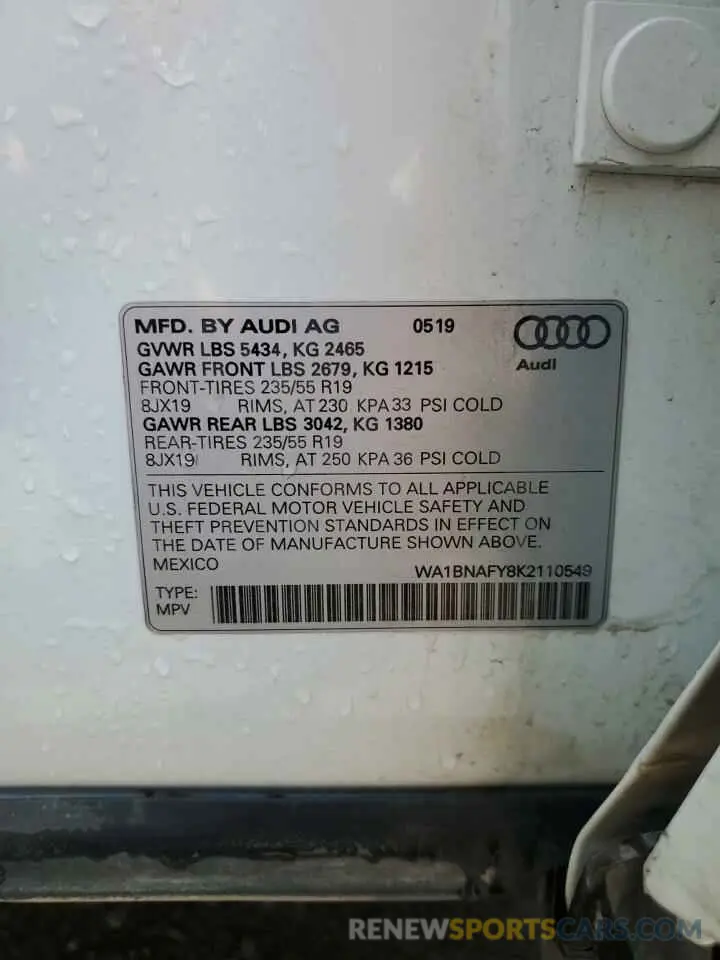 MFD. BY AUDI AG 0519
GVWR LBS 5434, KG 2465
Audi
GAWR FRONT LBS 2679, KG 1215
FRONT-TIRES 235/55 R19
8JX19 RIMS, AT 230 KPA 33 PSI COLD
GAWR REAR LBS 3042, KG 1380
REAR-TIRES 235/55 R19
8JX19 RIMS, AT 250 KPA 36 PSI COLD
THIS VEHICLE CONFORMS TO ALL APPLICABLE
U.S. FEDERAL MOTOR VEHICLE SAFETY AND
THEFT PREVENTION STANDARDS IN EFFECT ON
THE DATE OF MANUFACTURE SHOWN ABOVE.
MEXICO WA1BNAFY8K2110549
TYPE:
MPV
RENEWSPORTSCARS.COM